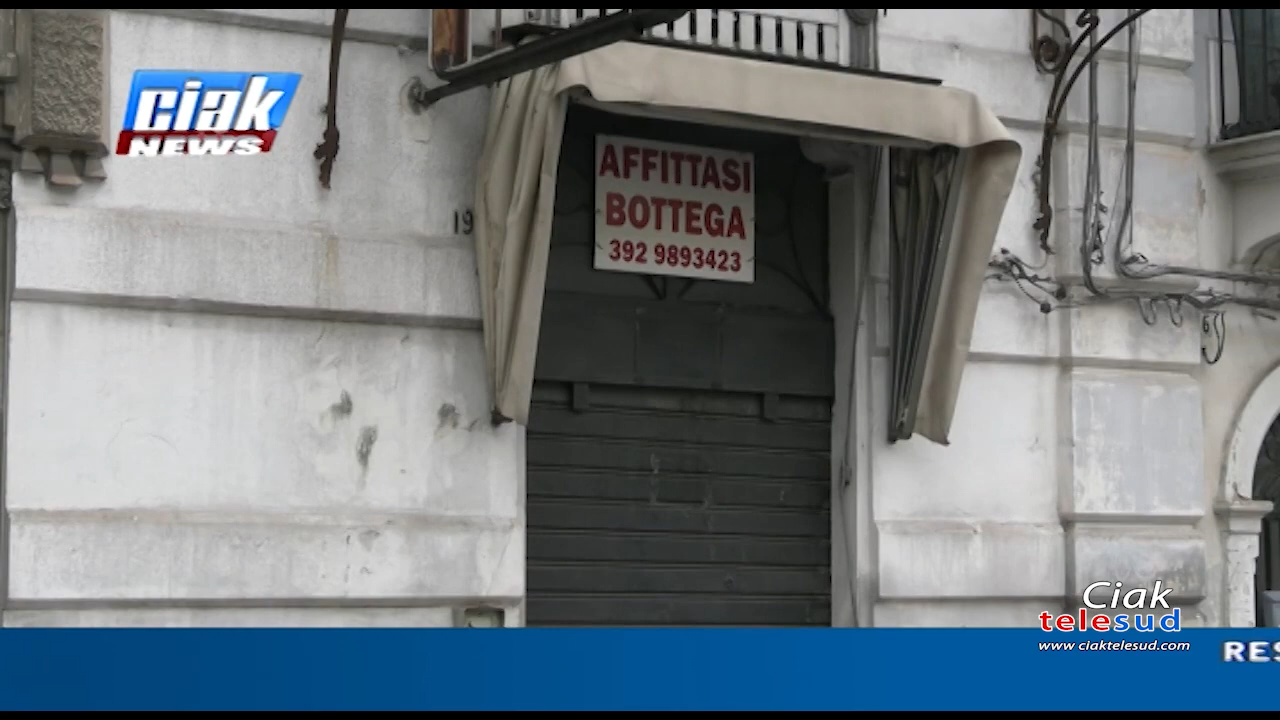 ciak
NEWS
19
AFFITTASI
BOTTEGA
392 9893423
Ciak
telesud
www.ciaktelesud.com
RES